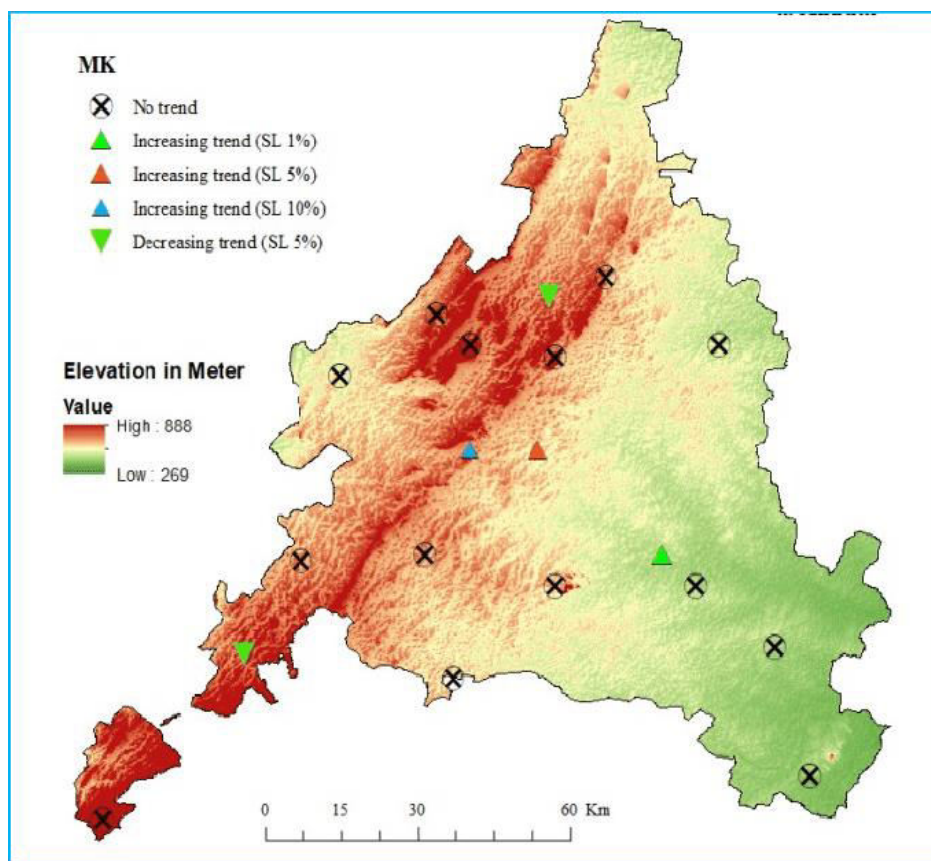 MK
No trend
Increasing trend (SL 1%)
Increasing trend (SL 5%)
Increasing trend (SL 10%)
Decreasing trend (SL 5%)
Elevation in Meter
Value
High : 888
Low : 269
0 15 30 60 Km